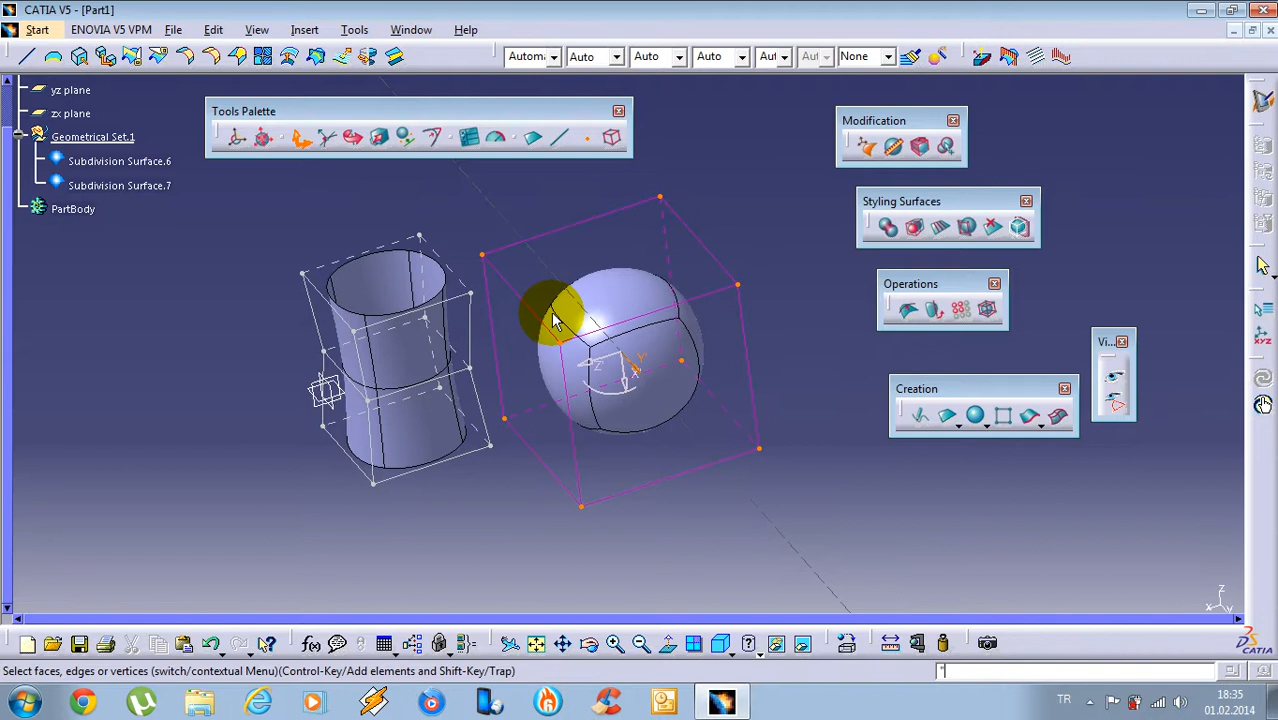 CATIA V5 - [Part1]
Start ENOVIA V5 VPM File Edit View Insert Tools Window Help
Automa Auto Auto Auto Aut Aut None
yz plane
zx plane
Geometrical Set.1
Subdivision Surface.6
Subdivision Surface.7
PartBody
Tools Palette
Modification
Styling Surfaces
Operations
Vi...
Creation
Z Y
X
Z
X Y
f(x)
XYZ
CATIA
Select faces, edges or vertices (switch/contextual Menu)(Control-Key/Add elements and Shift-Key/Trap)
TR 18:35
01.02.2014